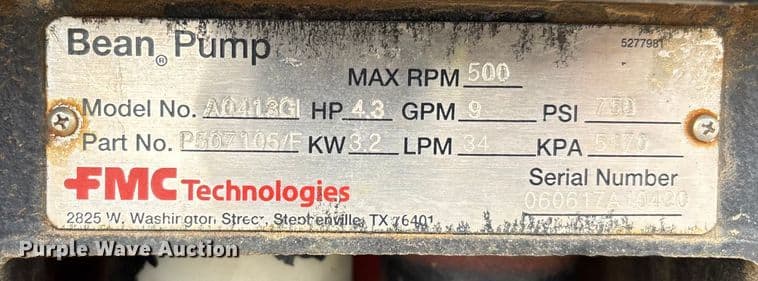 Bean® Pump
5277981
MAX RPM 500
Model No. A0413GI HP 4.3 GPM 9 PSI 750
Part No. P507105/F KW 3.2 LPM 34 KPA
FMC Technologies
Serial Number
2825 W. Washington Street, Stephenville, TX 76401
Purple Wave Auction